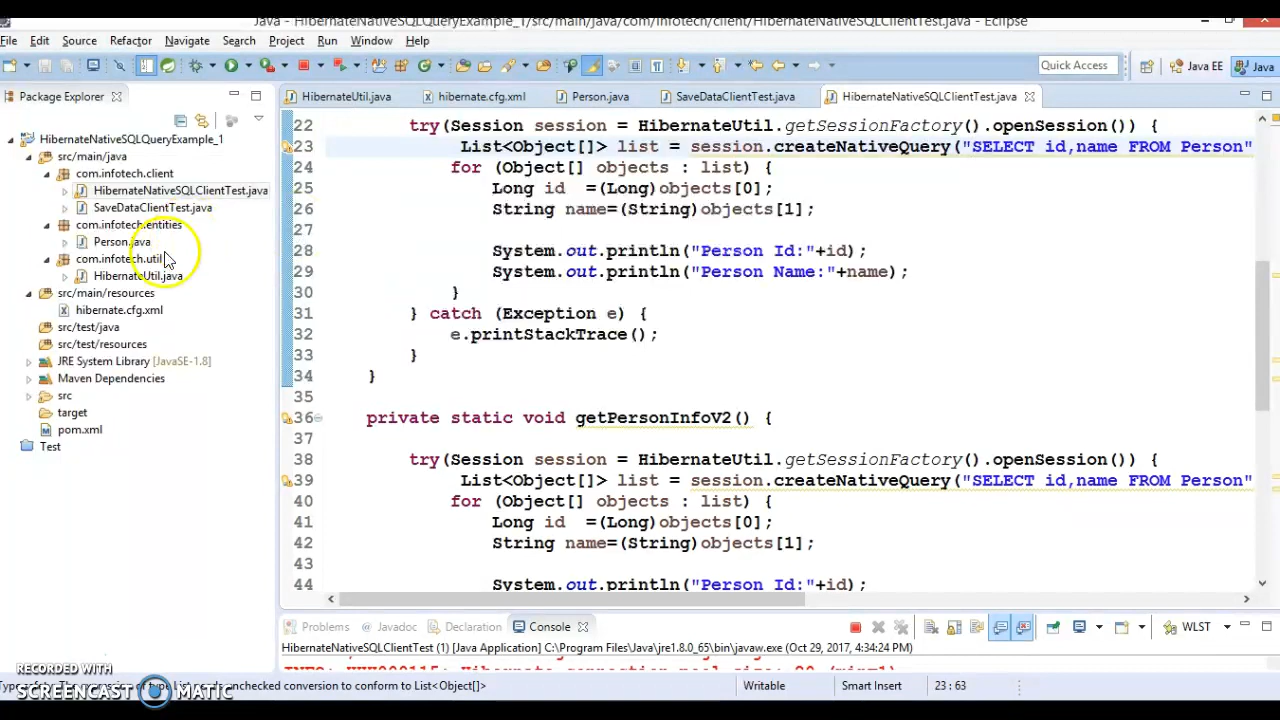 Java - HibernateNativeSQLQueryExample_1/src/main/java/com/infotech/client/HibernateNativeSQLClientTest.java - Eclipse
File Edit Source Refactor Navigate Search Project Run Window Help
Quick Access Java EE Java
Package Explorer
HibernateUtil.java hibernate.cfg.xml Person.java SaveDataClientTest.java HibernateNativeSQLClientTest.java
HibernateNativeSQLQueryExample_1
src/main/java
com.infotech.client
HibernateNativeSQLClientTest.java
SaveDataClientTest.java
com.infotech.entities
Person.java
com.infotech.util
HibernateUtil.java
src/main/resources
hibernate.cfg.xml
src/test/java
src/test/resources
JRE System Library [JavaSE-1.8]
Maven Dependencies
src
target
pom.xml
Test
22 try(Session session = HibernateUtil.getSessionFactory().openSession()) {
23 List<Object[]> list = session.createNativeQuery("SELECT id,name FROM Person"
24 for (Object[] objects : list) {
25 Long id =(Long)objects[0];
26 String name=(String)objects[1];
27
28 System.out.println("Person Id:"+id);
29 System.out.println("Person Name:"+name);
30 }
31 } catch (Exception e) {
32 e.printStackTrace();
33 }
34 }
35
36 private static void getPersonInfoV2() {
37
38 try(Session session = HibernateUtil.getSessionFactory().openSession()) {
39 List<Object[]> list = session.createNativeQuery("SELECT id,name FROM Person"
40 for (Object[] objects : list) {
41 Long id =(Long)objects[0];
42 String name=(String)objects[1];
43
44 System.out.println("Person Id:"+id);
Problems Javadoc Declaration Console WLST
HibernateNativeSQLClientTest (1) [Java Application] C:\Program Files\Java\jre1.8.0_65\bin\javaw.exe (Oct 29, 2017, 4:34:24 PM)
INFO: HHH000115: Hibernate connection pool size: 20 (min=1)
RECORDED WITH
SCREENCAST MATIC
unchecked conversion to conform to List<Object[]> Writable Smart Insert 23 : 63